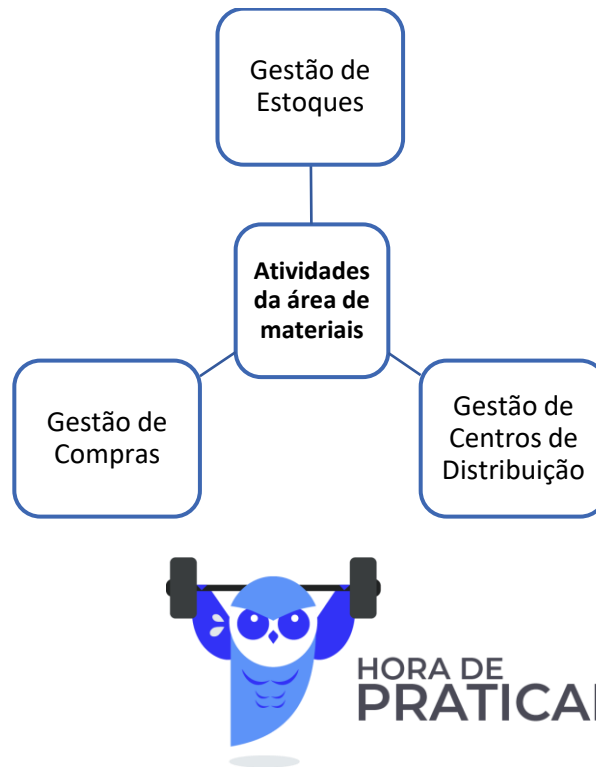 Gestão de
Estoques
Atividades
da área de
materiais
Gestão de
Compras
Gestão de
Centros de
Distribuição
HORA DE
PRATICAR